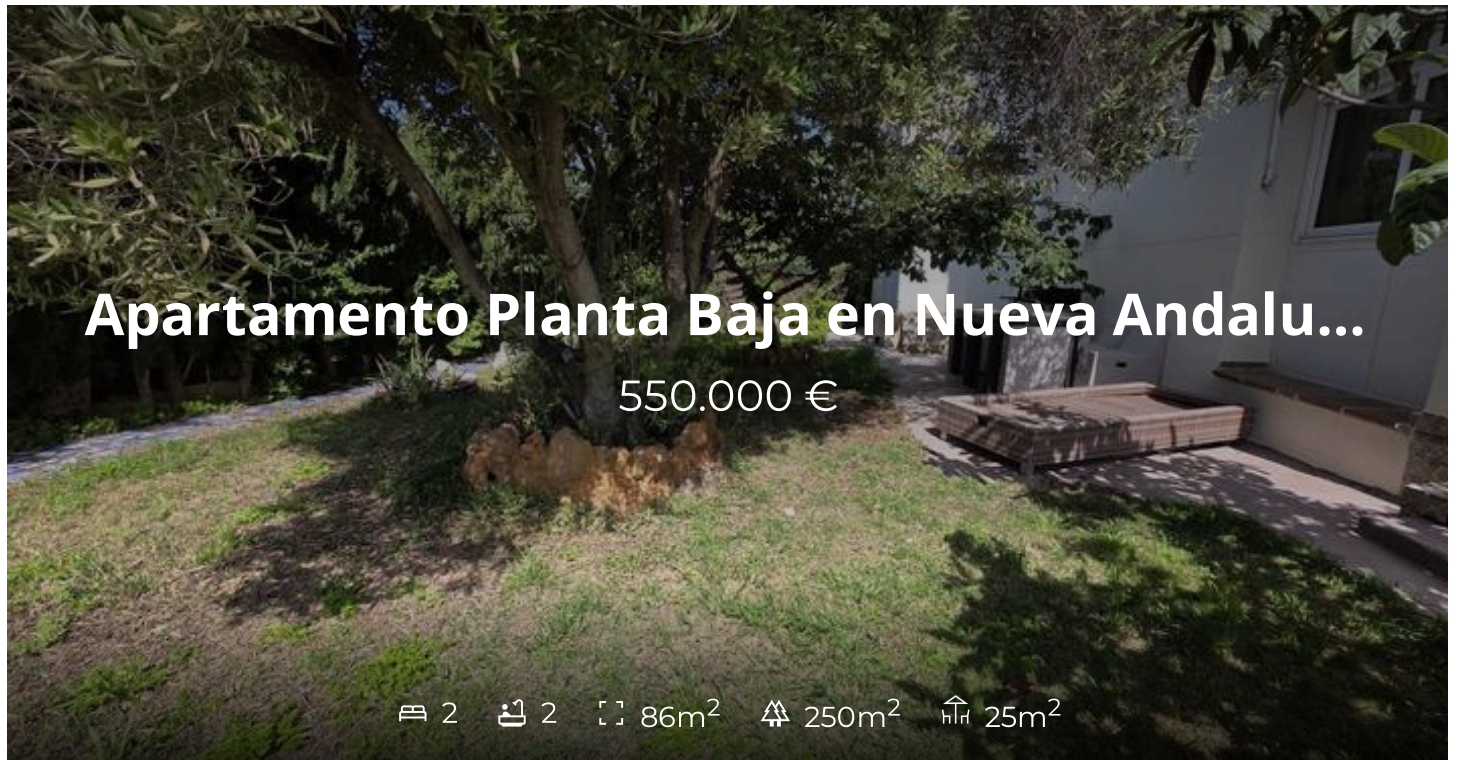 Apartamento Planta Baja en Nueva Andalu...
550.000 €
2 2 86m² 250m² 25m²